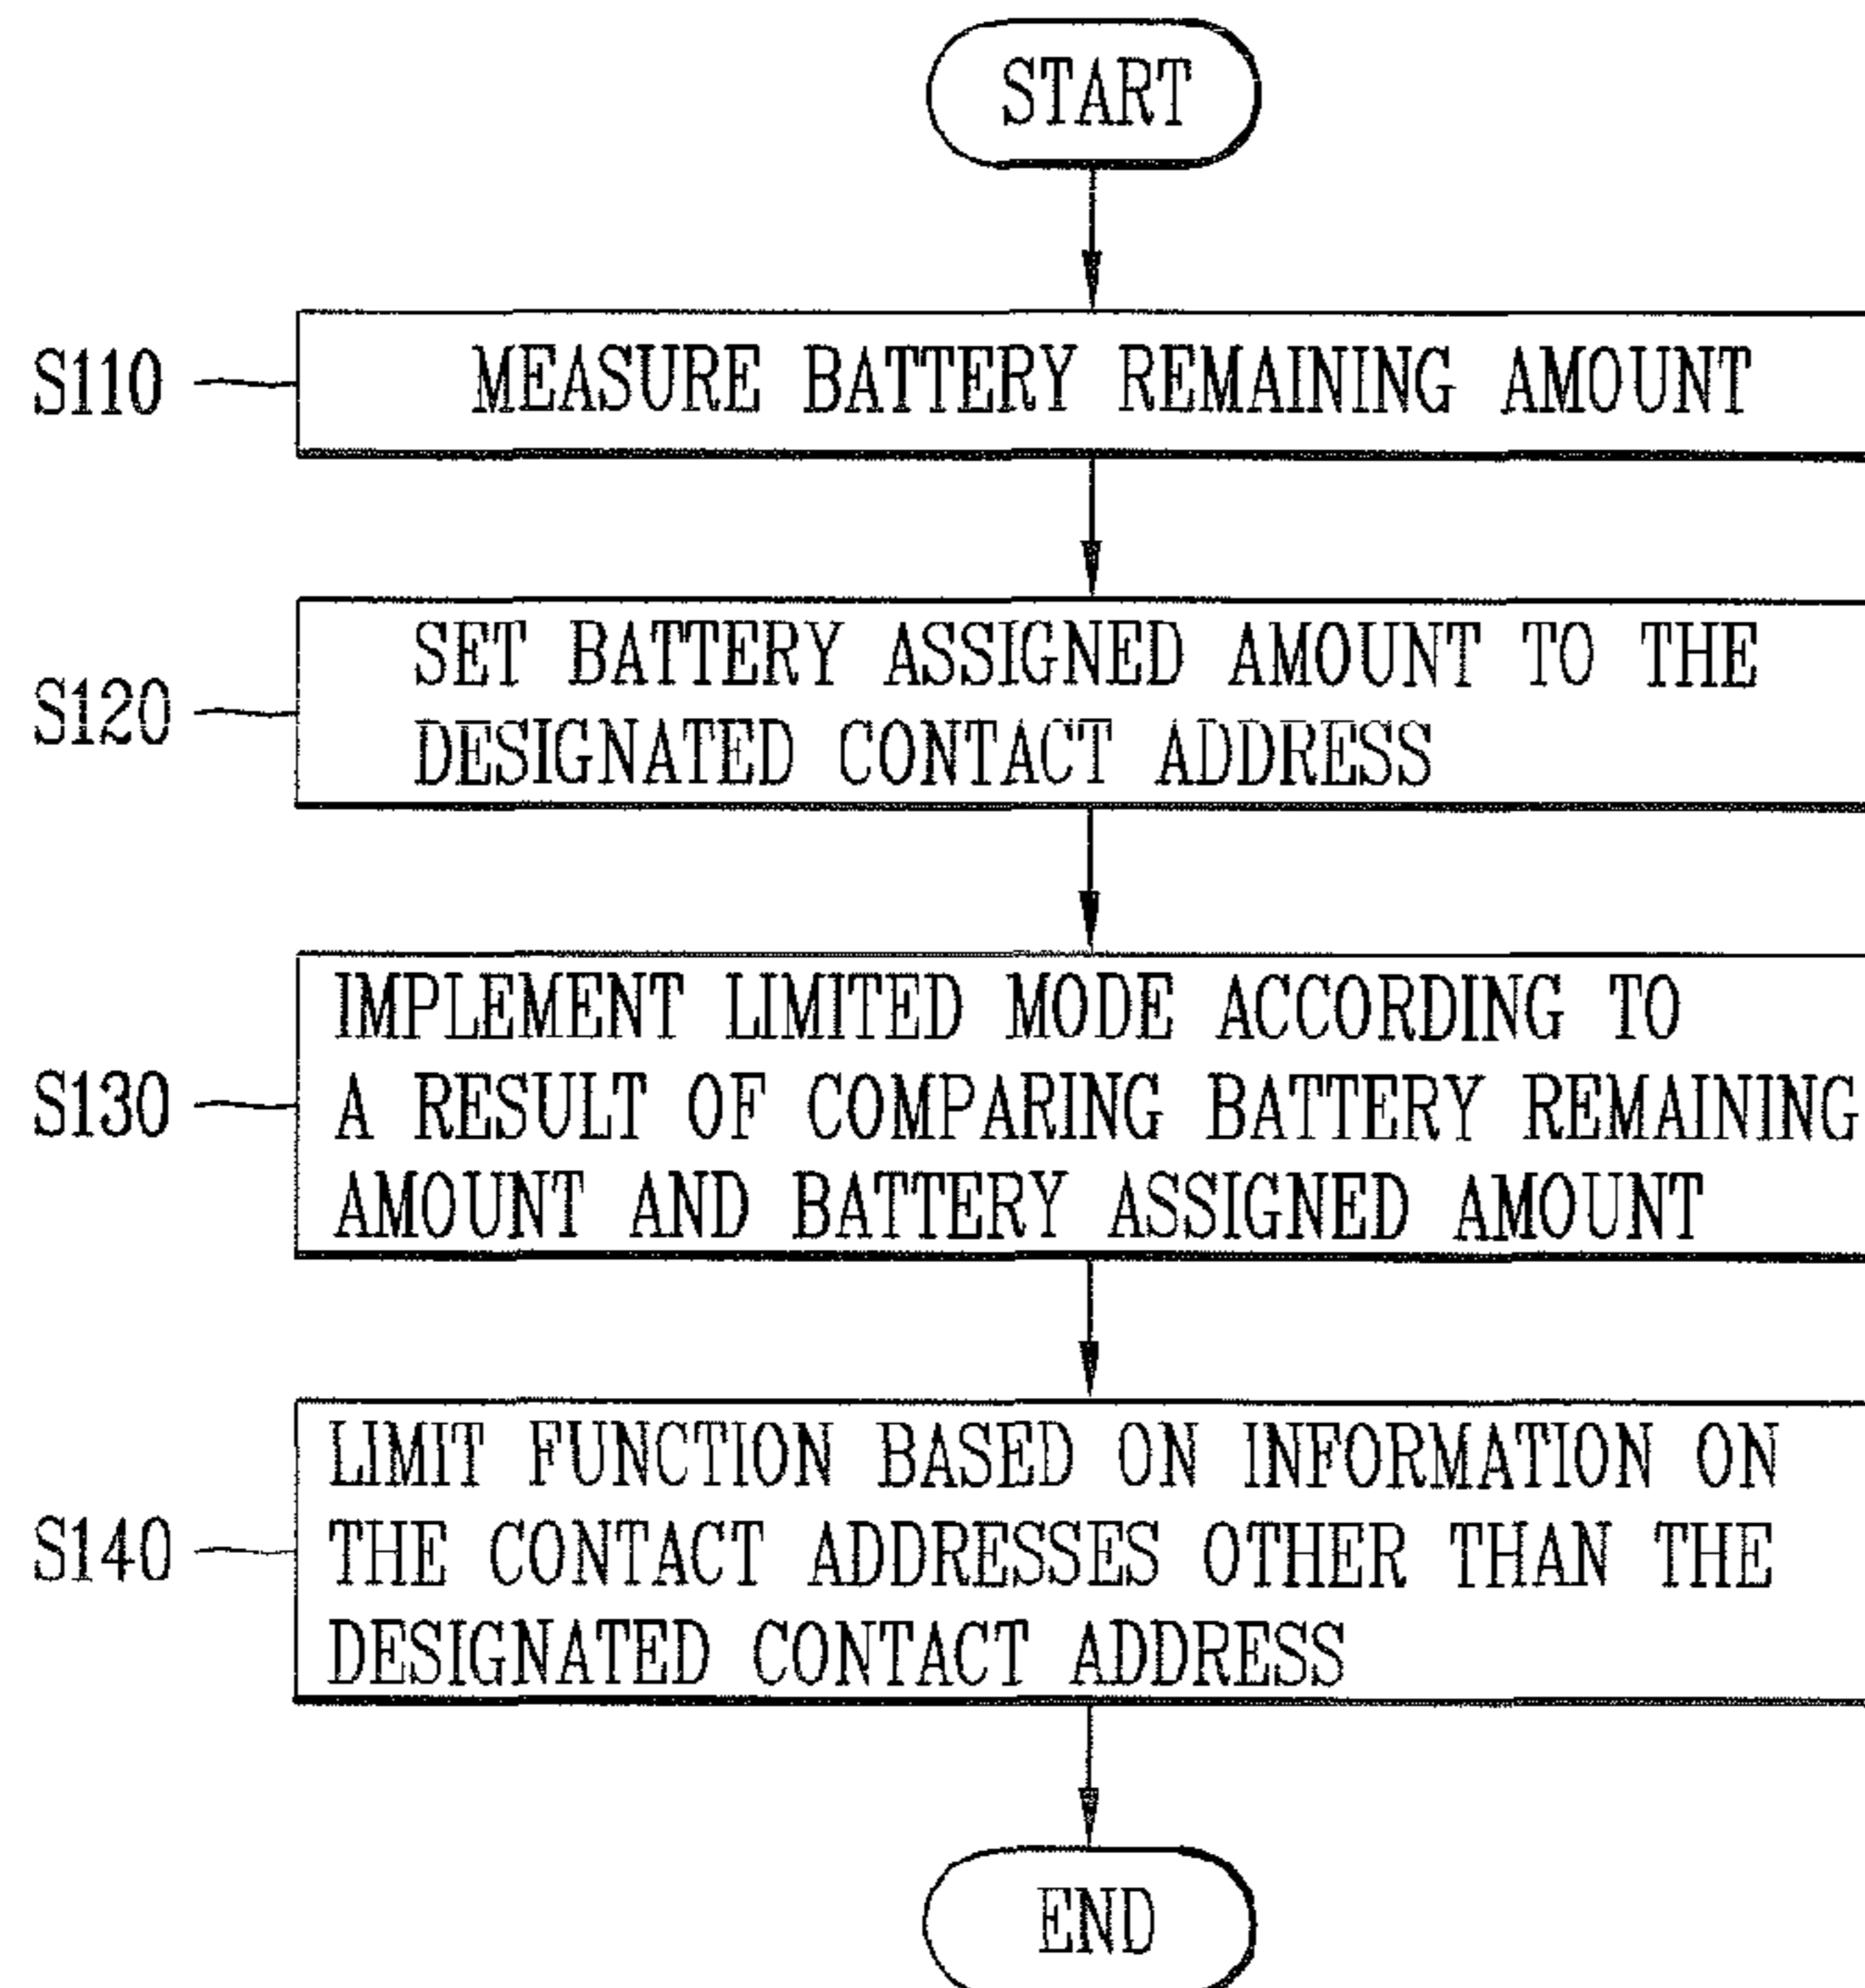 START
S110
MEASURE BATTERY REMAINING AMOUNT
S120
SET BATTERY ASSIGNED AMOUNT TO THE
DESIGNATED CONTACT ADDRESS
S130
IMPLEMENT LIMITED MODE ACCORDING TO
A RESULT OF COMPARING BATTERY REMAINING
AMOUNT AND BATTERY ASSIGNED AMOUNT
S140
LIMIT FUNCTION BASED ON INFORMATION ON
THE CONTACT ADDRESSES OTHER THAN THE
DESIGNATED CONTACT ADDRESS
END